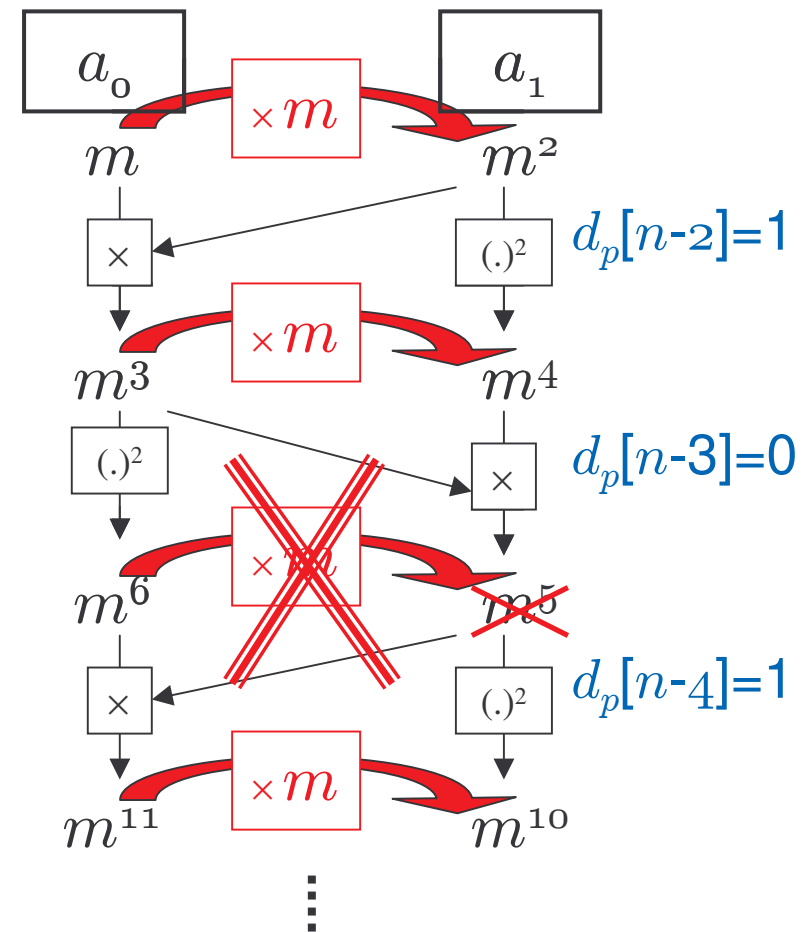 a₀ × m a₁
m m²
× (.)² dₚ[n-2]=1
× m
m³ m⁴
(.)² × dₚ[n-3]=0
× m
m⁶ m⁵
× (.)² dₚ[n-4]=1
× m
m¹¹ m¹⁰
⋮